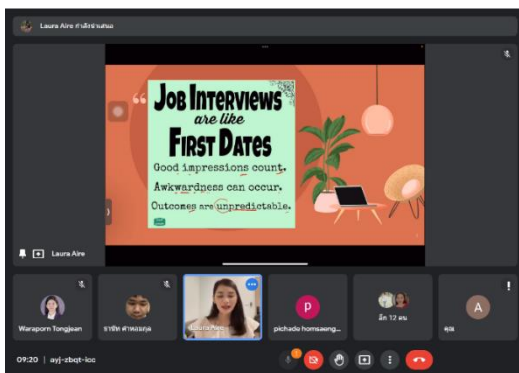 Laura Aire กำลังนำเสนอ
JOB INTERVIEWS
are like
FIRST DATES
Good impressions count.
Awkwardness can occur.
Outcomes are unpredictable.
Laura Aire
Waraporn Tongjean
Laura Aire
pichada homsaeng...
อีก 12 คน
คุณ
P
A
09:20 | ayj-zbqt-icc